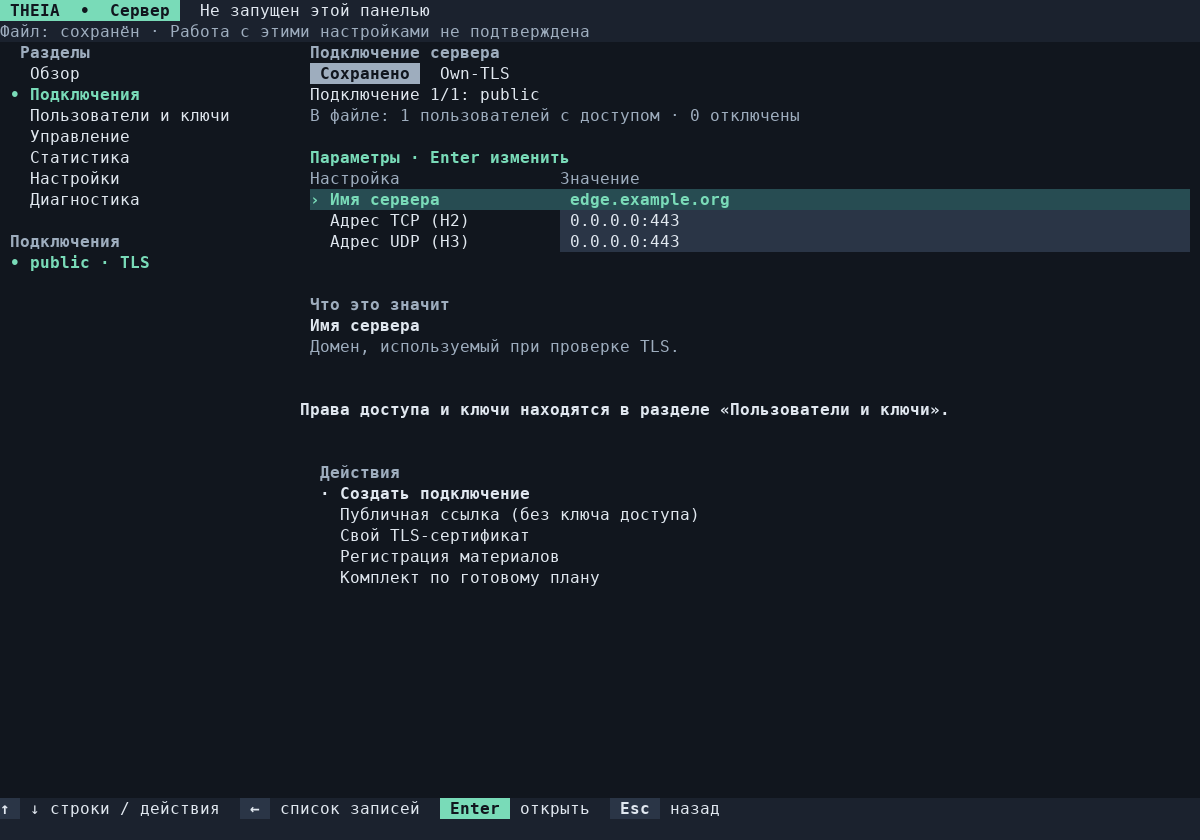 THEIA • Сервер Не запущен этой панелью
Файл: сохранён · Работа с этими настройками не подтверждена
Разделы
Обзор
• Подключения
Пользователи и ключи
Управление
Статистика
Настройки
Диагностика
Подключения
• public · TLS
Подключение сервера
Сохранено Own-TLS
Подключение 1/1: public
В файле: 1 пользователей с доступом · 0 отключены
Параметры · Enter изменить
Настройка Значение
› Имя сервера edge.example.org
Адрес TCP (H2) 0.0.0.0:443
Адрес UDP (H3) 0.0.0.0:443
Что это значит
Имя сервера
Домен, используемый при проверке TLS.
Права доступа и ключи находятся в разделе «Пользователи и ключи».
Действия
· Создать подключение
Публичная ссылка (без ключа доступа)
Свой TLS-сертификат
Регистрация материалов
Комплект по готовому плану
↑ ↓ строки / действия ← список записей Enter открыть Esc назад